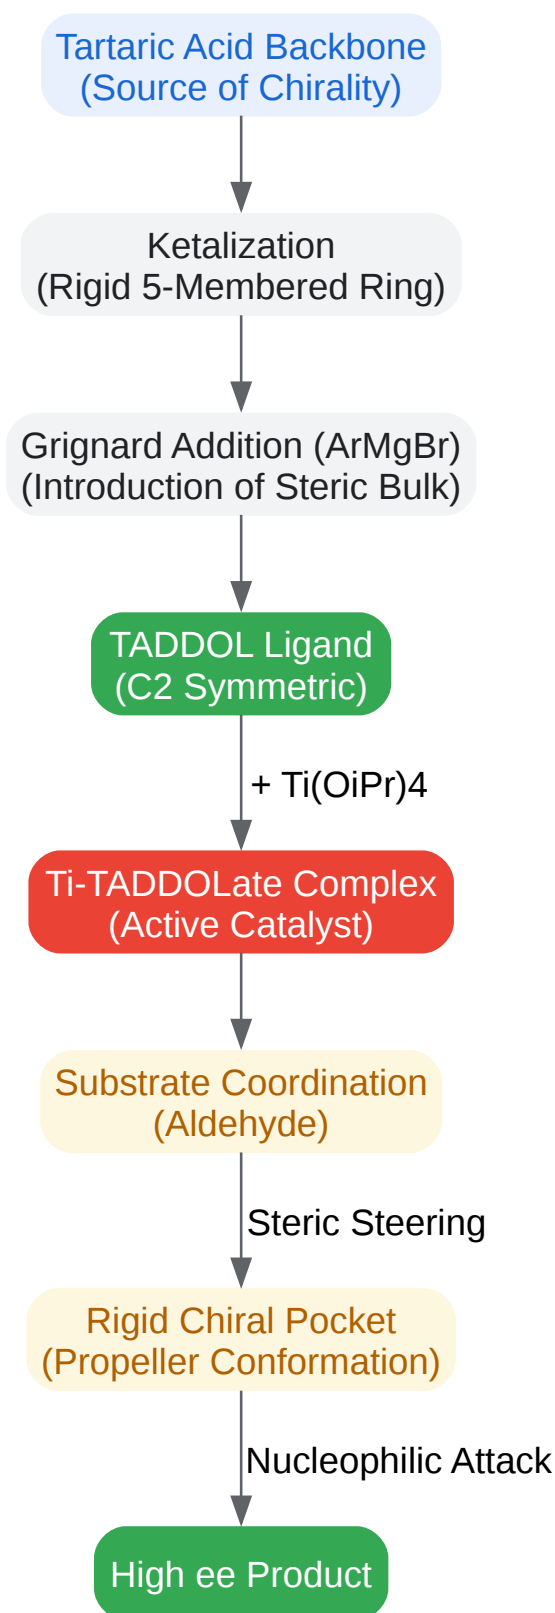 Tartaric Acid Backbone
(Source of Chirality)
Ketalization
(Rigid 5-Membered Ring)
Grignard Addition (ArMgBr)
(Introduction of Steric Bulk)
TADDOL Ligand
(C2 Symmetric)
+ Ti(OiPr)4
Ti-TADDOLate Complex
(Active Catalyst)
Substrate Coordination
(Aldehyde)
Steric Steering
Rigid Chiral Pocket
(Propeller Conformation)
Nucleophilic Attack
High ee Product